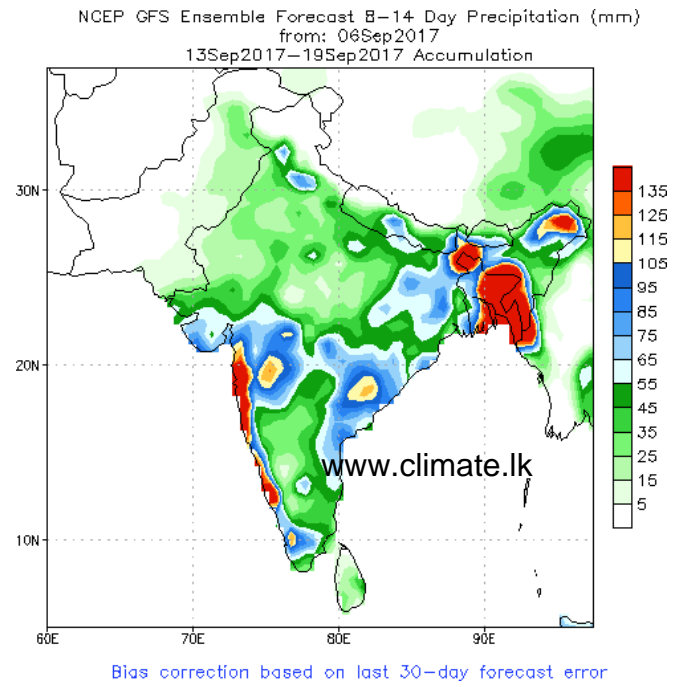 NCEP GFS Ensemble Forecast 8-14 Day Precipitation (mm)
from: 06Sep2017
13Sep2017-19Sep2017 Accumulation
30N
20N
10N
60E
70E
80E
90E
135
125
115
105
95
85
75
65
55
45
35
25
15
5
www.climate.lk
Bias correction based on last 30-day forecast error